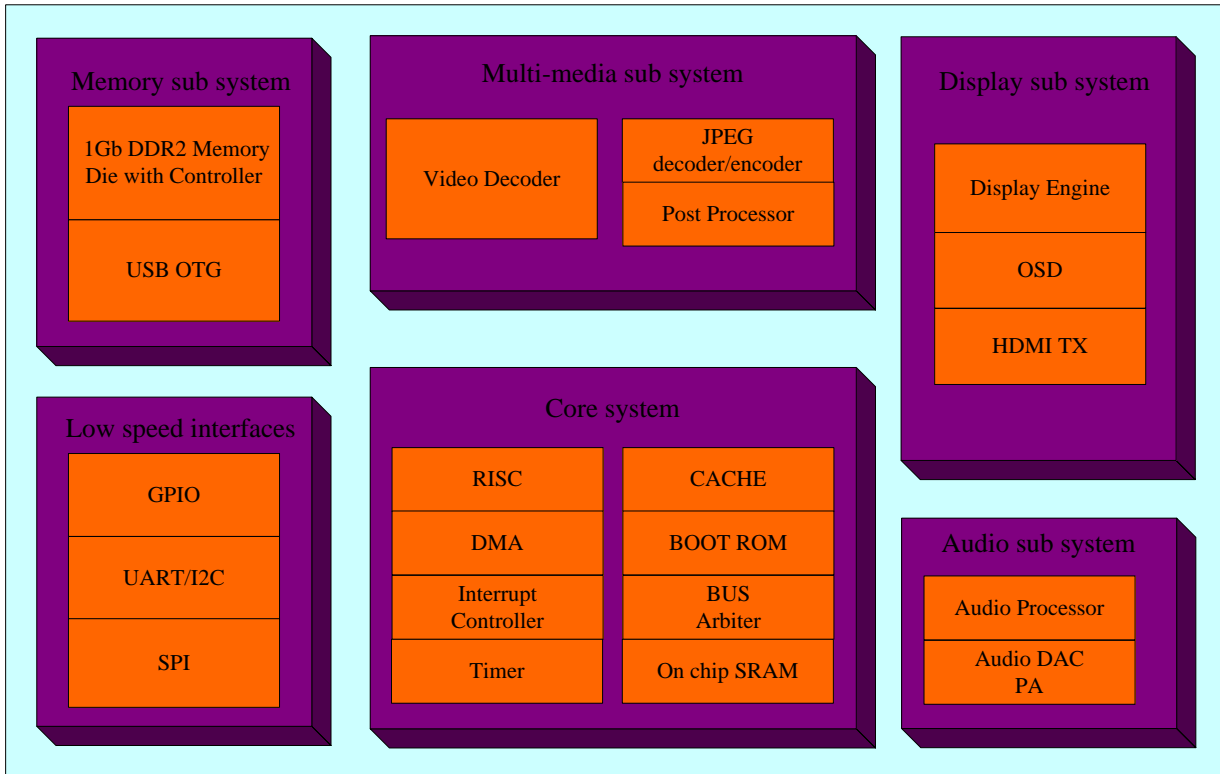 Memory sub system
1Gb DDR2 Memory
Die with Controller
USB OTG
Multi-media sub system
Video Decoder
JPEG
decoder/encoder
Post Processor
Display sub system
Display Engine
OSD
HDMI TX
Low speed interfaces
GPIO
UART/I2C
SPI
Core system
RISC
DMA
Interrupt
Controller
Timer
CACHE
BOOT ROM
BUS
Arbiter
On chip SRAM
Audio sub system
Audio Processor
Audio DAC
PA